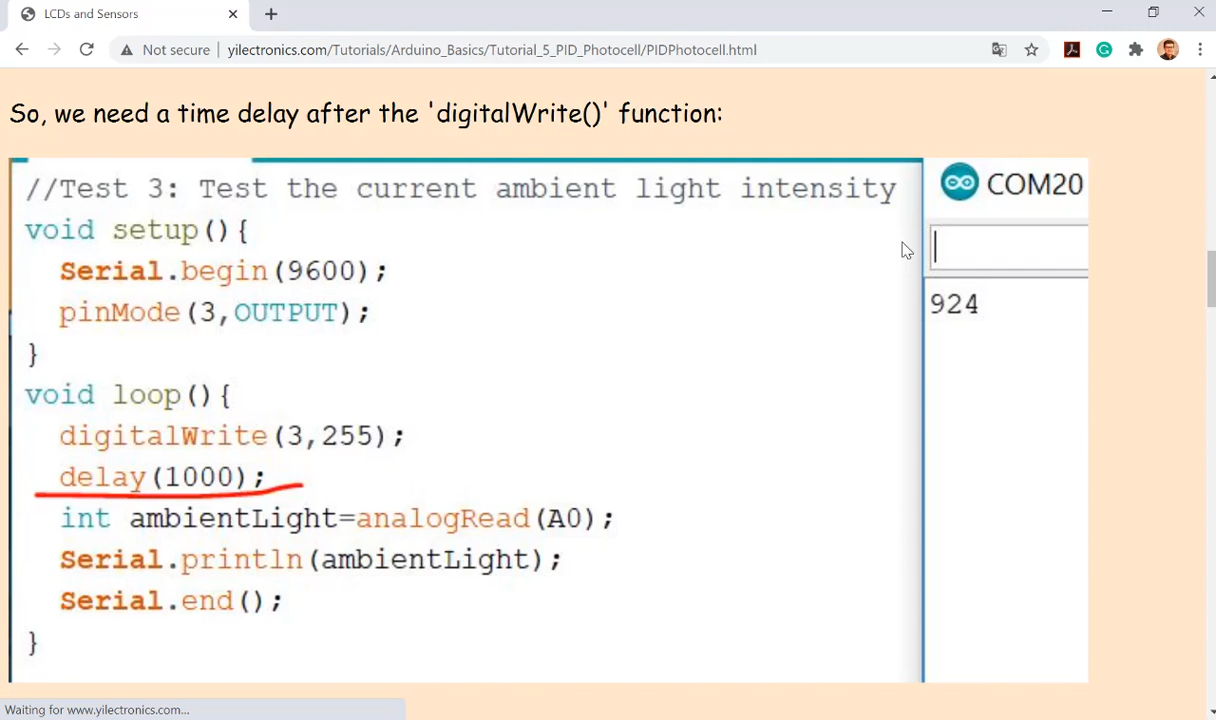 LCDs and Sensors
Not secure
yilectronics.com/Tutorials/Arduino_Basics/Tutorial_5_PID_Photocell/PIDPhotocell.html
So, we need a time delay after the 'digitalWrite()' function:
//Test 3: Test the current ambient light intensity
void setup(){
Serial.begin(9600);
pinMode(3,OUTPUT);
}
void loop(){
digitalWrite(3,255);
delay(1000);
int ambientLight=analogRead(A0);
Serial.println(ambientLight);
Serial.end();
}
COM20
924
Waiting for www.yilectronics.com...